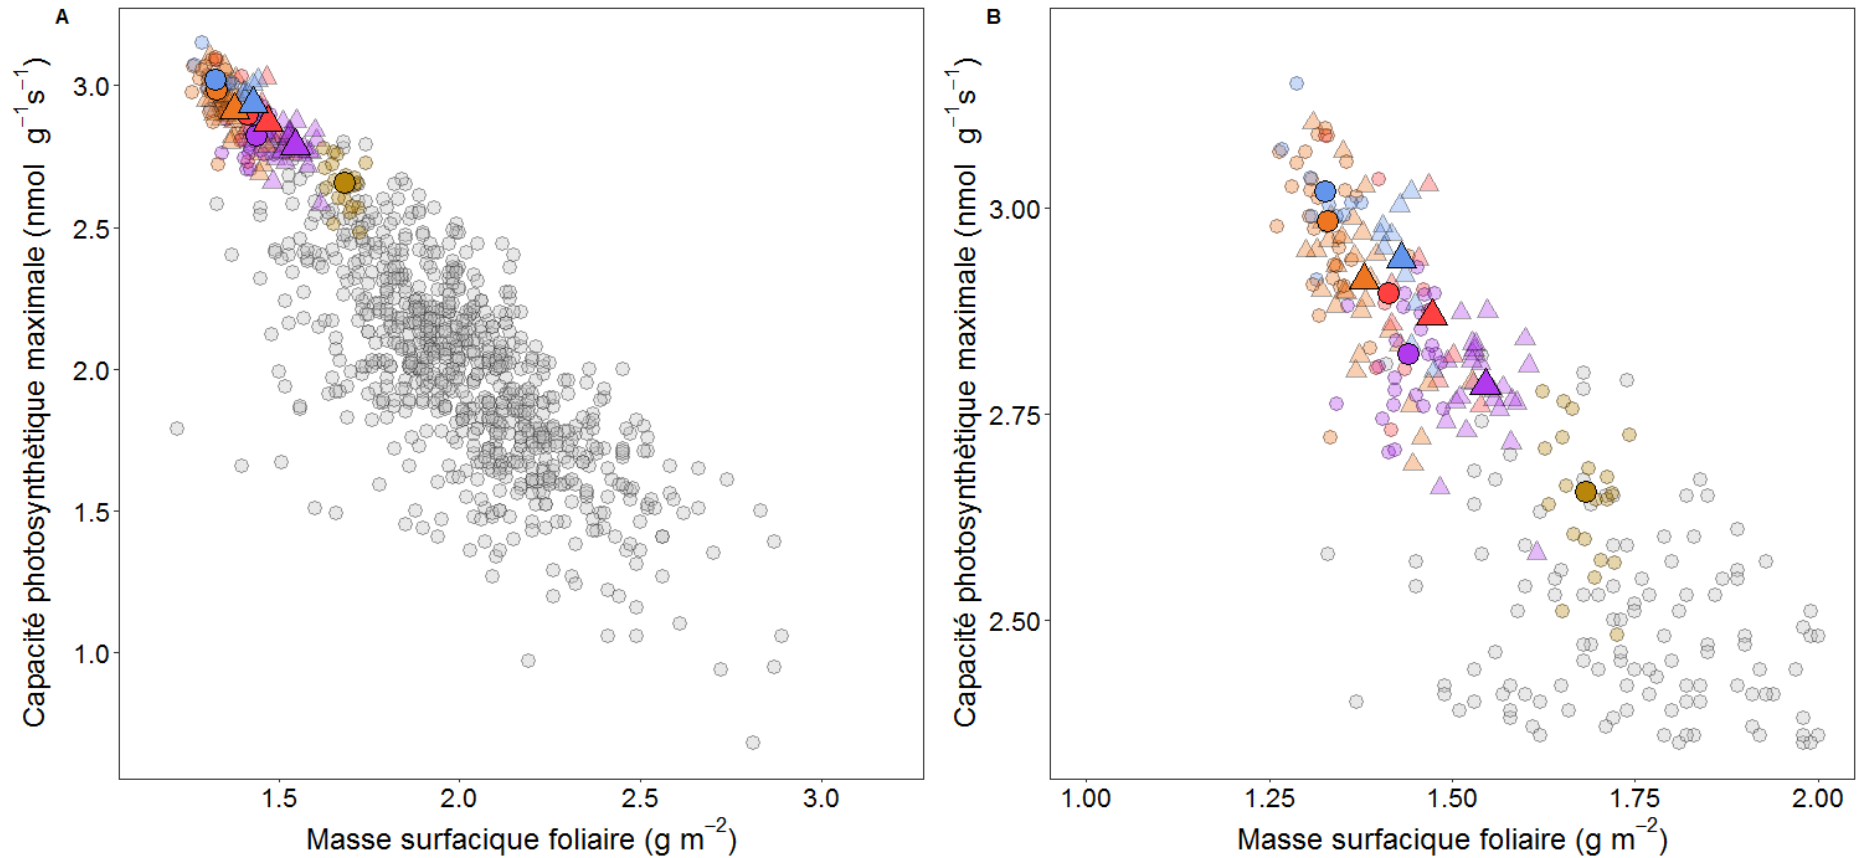 A
Capacité photosynthètique maximale (nmol g⁻¹s⁻¹)
3.0
2.5
2.0
1.5
1.0
1.5
2.0
2.5
3.0
Masse surfacique foliaire (g m⁻²)
B
Capacité photosynthètique maximale (nmol g⁻¹s⁻¹)
3.00
2.75
2.50
1.00
1.25
1.50
1.75
2.00
Masse surfacique foliaire (g m⁻²)